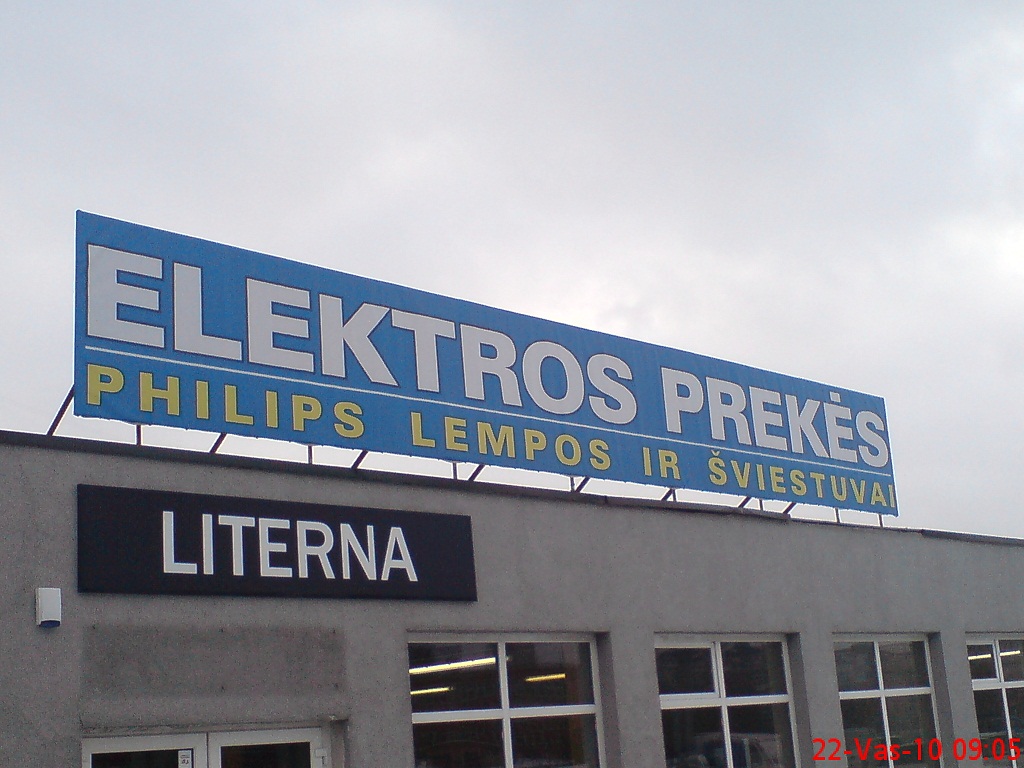 ELEKTROS PREKĖS
PHILIPS LEMPOS IR ŠVIESTUVAI
LITERNA
22-Vas-10 09:05